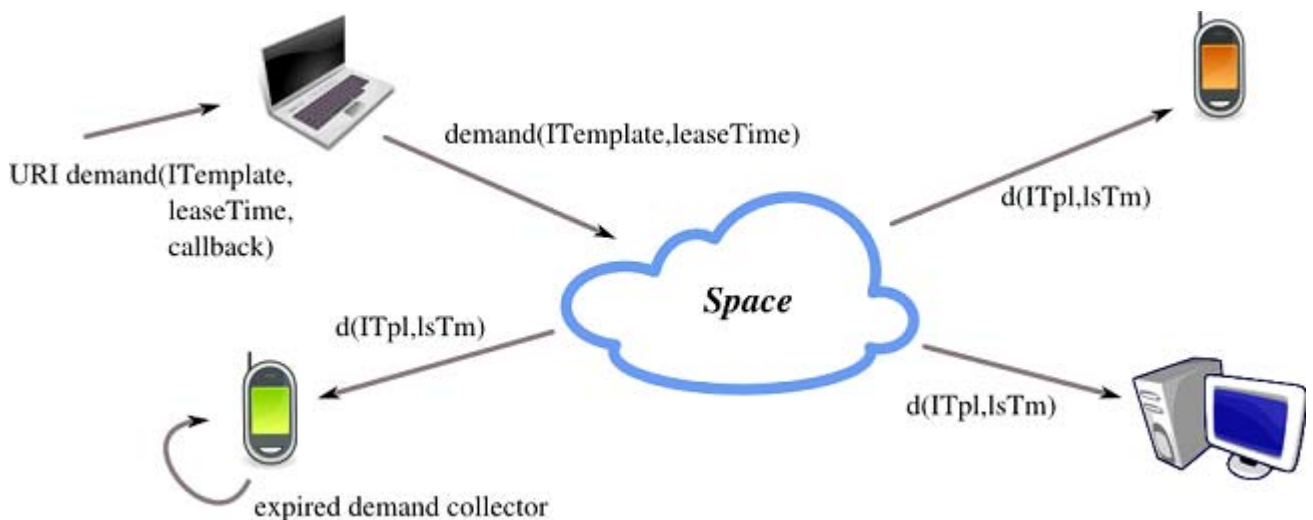 demand(ITemplate,leaseTime)
URI demand(ITemplate,
leaseTime,
callback)
d(ITpl,lsTm)
Space
d(ITpl,lsTm)
d(ITpl,lsTm)
expired demand collector